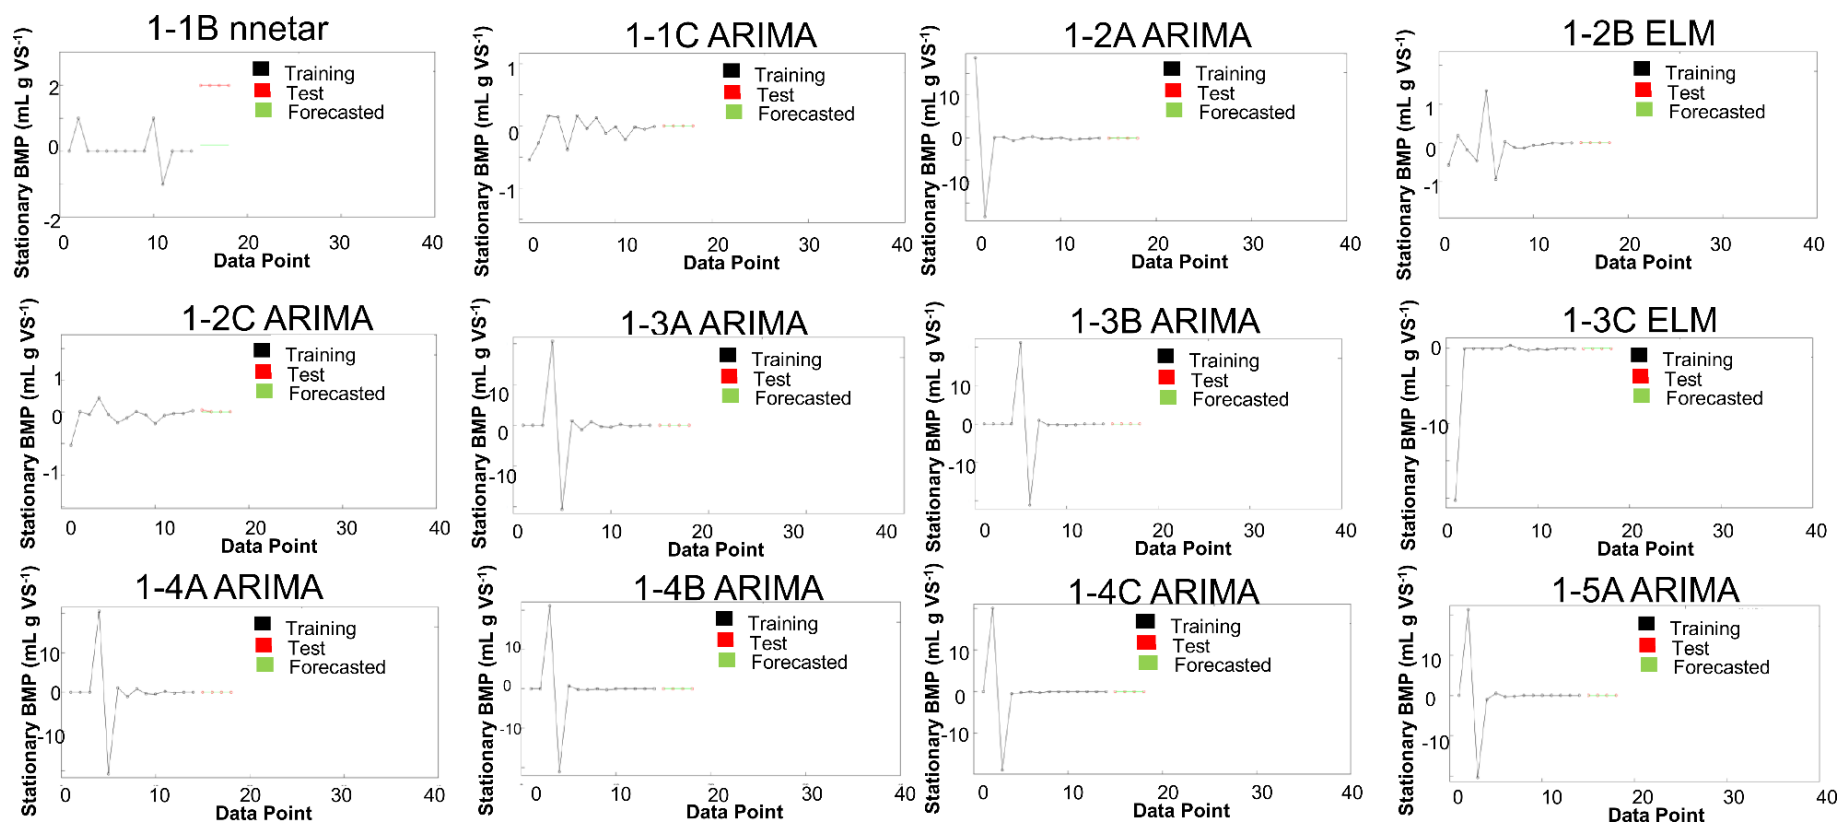 1-1B nnetar
Stationary BMP (mL g VS-1)
2
0
-2
Training
Test
Forecasted
0 10 20 30 40
Data Point
1-1C ARIMA
Stationary BMP (mL g VS-1)
1
0
-1
Training
Test
Forecasted
0 10 20 30 40
Data Point
1-2A ARIMA
Stationary BMP (mL g VS-1)
10
0
-10
Training
Test
Forecasted
0 10 20 30 40
Data Point
1-2B ELM
Stationary BMP (mL g VS-1)
1
0
-1
Training
Test
Forecasted
0 10 20 30 40
Data Point
1-2C ARIMA
Stationary BMP (mL g VS-1)
1
0
-1
Training
Test
Forecasted
0 10 20 30 40
Data Point
1-3A ARIMA
Stationary BMP (mL g VS-1)
10
0
-10
Training
Test
Forecasted
0 10 20 30 40
Data Point
1-3B ARIMA
Stationary BMP (mL g VS-1)
10
0
-10
Training
Test
Forecasted
0 10 20 30 40
Data Point
1-3C ELM
Stationary BMP (mL g VS-1)
0
-10
Training
Test
Forecasted
0 10 20 30 40
Data Point
1-4A ARIMA
Stationary BMP (mL g VS-1)
10
0
-10
Training
Test
Forecasted
0 10 20 30 40
Data Point
1-4B ARIMA
Stationary BMP (mL g VS-1)
10
0
-10
Training
Test
Forecasted
0 10 20 30 40
Data Point
1-4C ARIMA
Stationary BMP (mL g VS-1)
10
0
-10
Training
Test
Forecasted
0 10 20 30 40
Data Point
1-5A ARIMA
Stationary BMP (mL g VS-1)
10
0
-10
Training
Test
Forecasted
0 10 20 30 40
Data Point